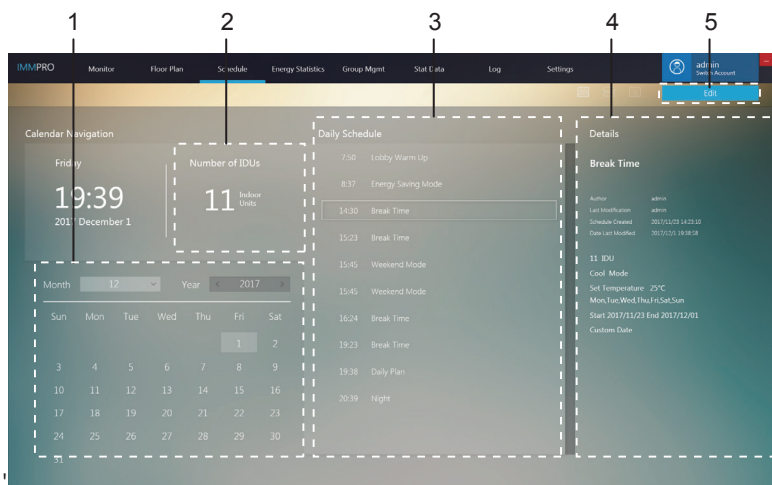 1 2 3 4 5
IMMPRO Monitor Floor Plan Schedule Energy Statistics Group Mgmt Stat Data Log Settings admin
Switch Account
Edit
Calendar Navigation
Friday
19:39
2017 December 1
Number of IDUs
11 Indoor
Units
Month 12 Year < 2017 >
Sun Mon Tue Wed Thu Fri Sat
1 2
3 4 5 6 7 8 9
10 11 12 13 14 15 16
17 18 19 20 21 22 23
24 25 26 27 28 29 30
31
Daily Schedule
7:50 Lobby Warm Up
8:37 Energy Saving Mode
14:30 Break Time
15:23 Break Time
15:45 Weekend Mode
15:45 Weekend Mode
16:24 Break Time
19:23 Break Time
19:38 Daily Plan
20:39 Night
Details
Break Time
Author admin
Last Modification admin
Schedule Created 2017/11/23 14:23:10
Date Last Modified 2017/12/1 19:38:38
11 IDU
Cool Mode
Set Temperature 25°C
Mon,Tue,Wed,Thu,Fri,Sat,Sun
Start 2017/11/23 End 2017/12/01
Custom Date
'